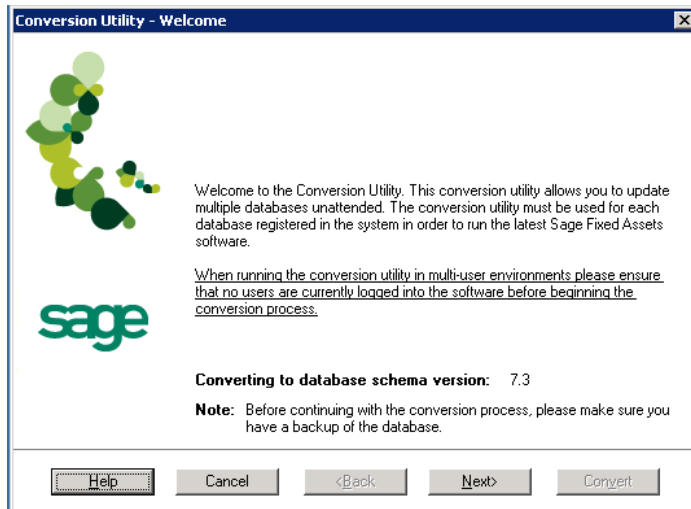 Conversion Utility - Welcome
Welcome to the Conversion Utility. This conversion utility allows you to update
multiple databases unattended. The conversion utility must be used for each
database registered in the system in order to run the latest Sage Fixed Assets
software.
When running the conversion utility in multi-user environments please ensure
that no users are currently logged into the software before beginning the
conversion process.
sage
Converting to database schema version: 7.3
Note: Before continuing with the conversion process, please make sure you
have a backup of the database.
Help Cancel <Back Next> Convert